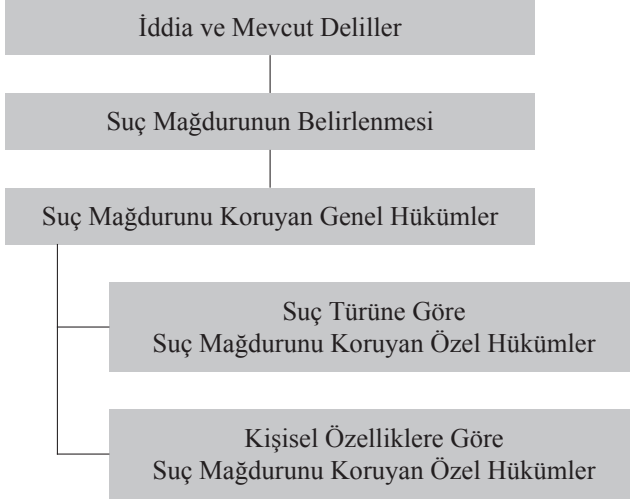 İddia ve Mevcut Deliller
Suç Mağdurunun Belirlenmesi
Suç Mağdurunu Koruyan Genel Hükümler
Suç Türüne Göre
Suç Mağdurunu Koruyan Özel Hükümler
Kişisel Özelliklere Göre
Suç Mağdurunu Koruyan Özel Hükümler